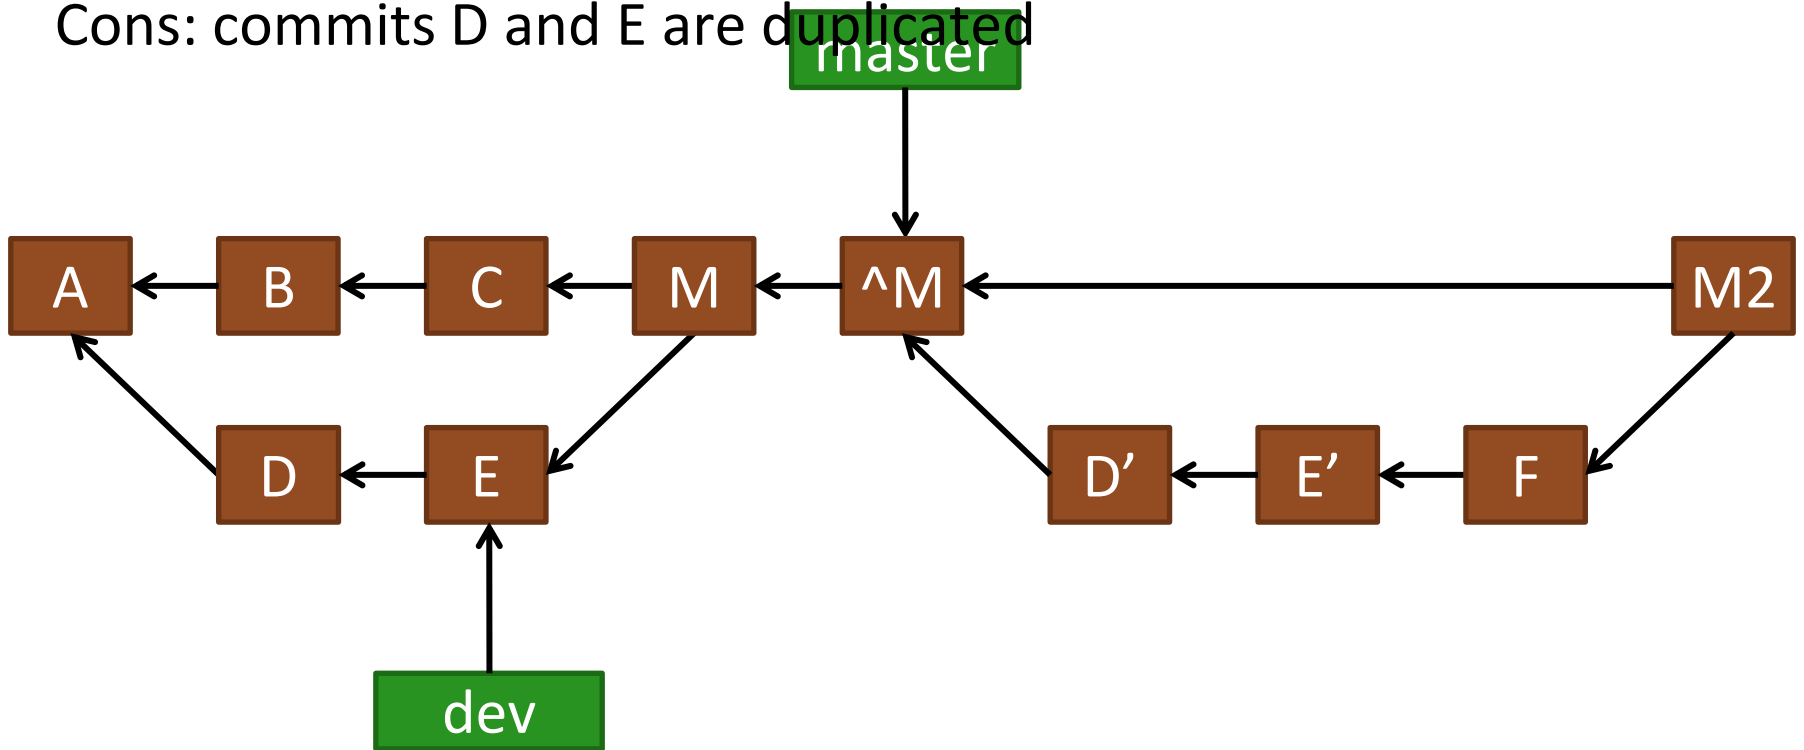 Cons: commits D and E are duplicated
master
A
B
C
M
^M
M2
D
E
D’
E’
F
dev